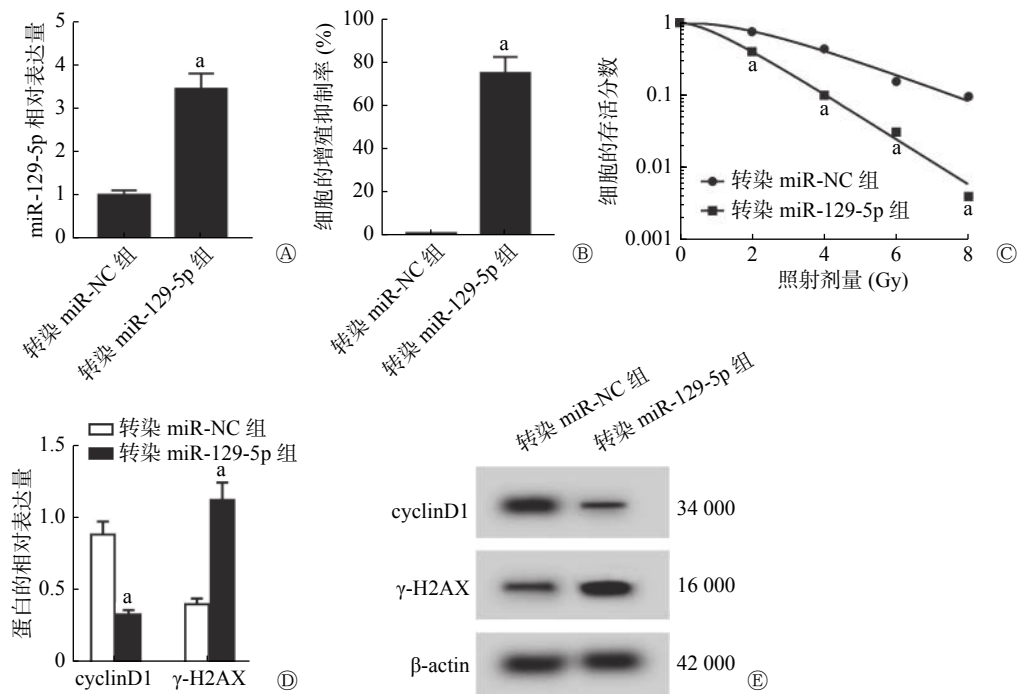 miR-129-5p 相对表达量
5
4
3
2
1
0
a
转染 miR-NC 组
转染 miR-129-5p 组
Ⓐ
细胞的增殖抑制率 (%)
100
80
60
40
20
0
a
转染 miR-NC 组
转染 miR-129-5p 组
Ⓑ
细胞的存活分数
1
0.1
0.01
0.001
a
a
a
a
转染 miR-NC 组
转染 miR-129-5p 组
0 2 4 6 8
照射剂量 (Gy)
Ⓒ
转染 miR-NC 组
转染 miR-129-5p 组
蛋白的相对表达量
1.5
1.0
0.5
0
a
a
cyclinD1 γ-H2AX
Ⓓ
转染 miR-NC 组
转染 miR-129-5p 组
cyclinD1 34 000
γ-H2AX 16 000
β-actin 42 000
Ⓔ